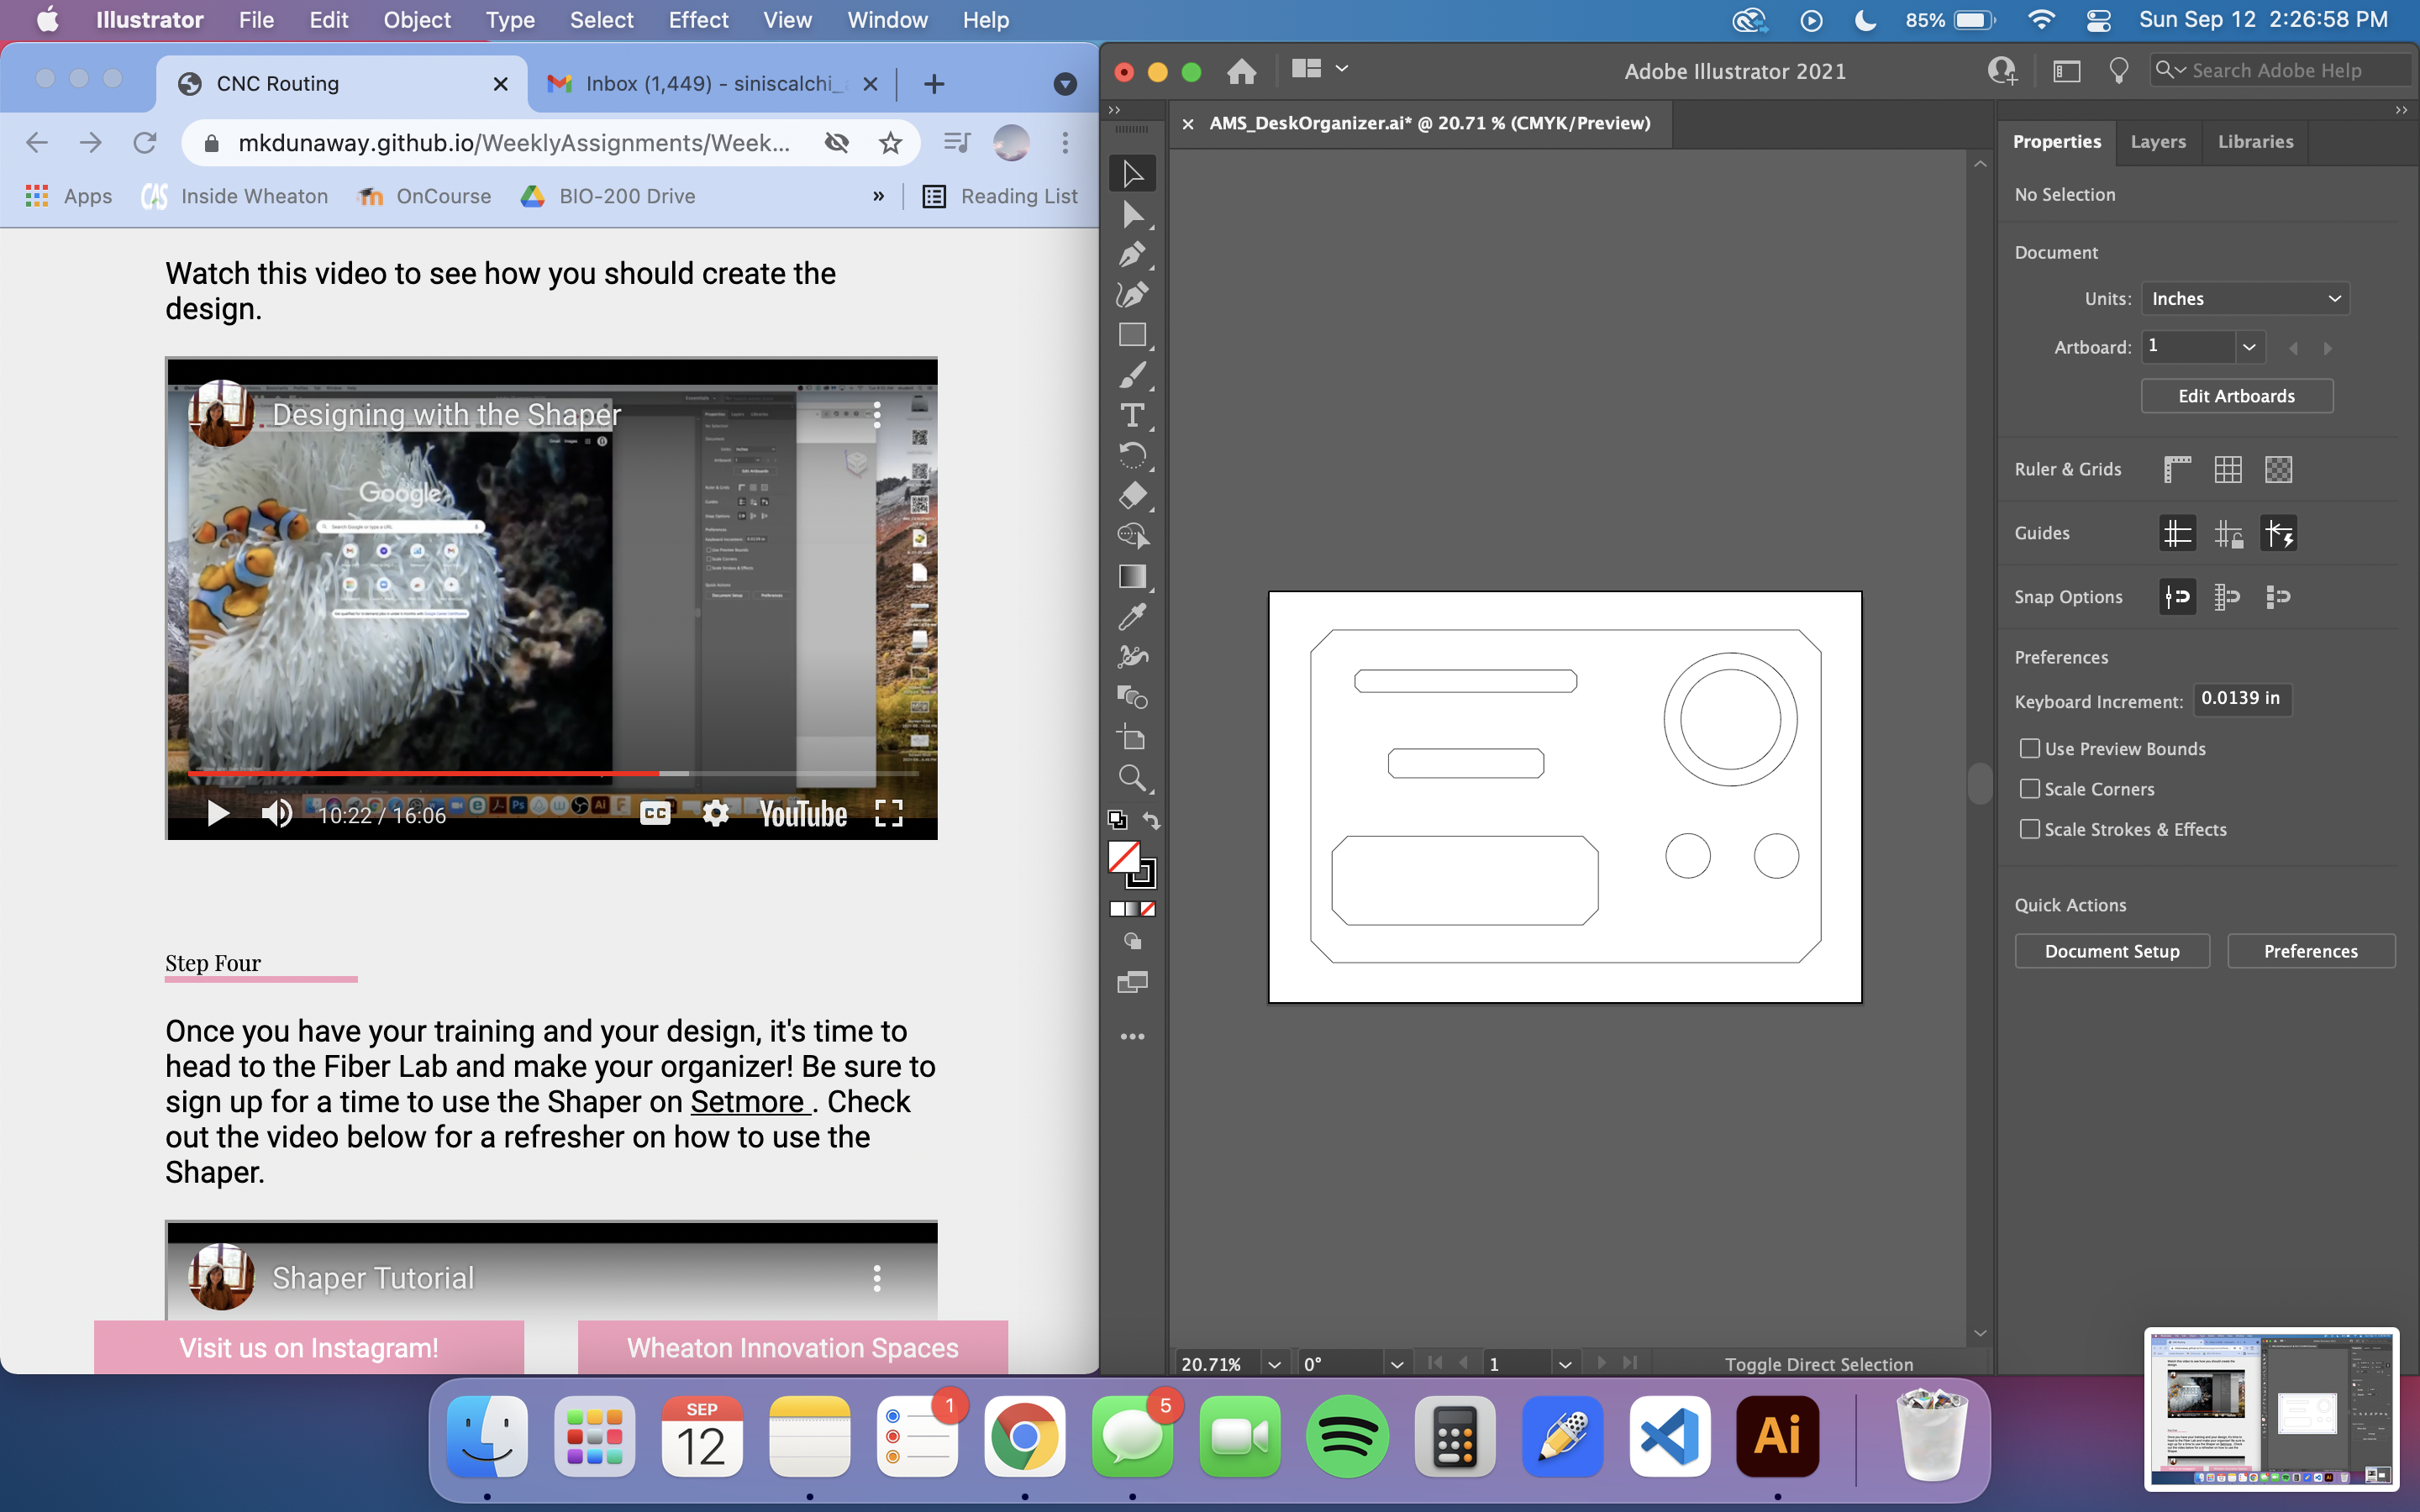 Illustrator File Edit Object Type Select Effect View Window Help
85% Sun Sep 12 2:26:58 PM
CNC Routing
Inbox (1,449) - siniscalchi_
mkdunaway.github.io/WeeklyAssignments/Week...
Apps
CAS Inside Wheaton
OnCourse
BIO-200 Drive
»
Reading List
Watch this video to see how you should create the
design.
Designing with the Shaper
Google
Search Google or type a URL
10:22 / 16:06
CC
YouTube
Step Four
Once you have your training and your design, it's time to
head to the Fiber Lab and make your organizer! Be sure to
sign up for a time to use the Shaper on Setmore . Check
out the video below for a refresher on how to use the
Shaper.
Shaper Tutorial
Visit us on Instagram!
Wheaton Innovation Spaces
Adobe Illustrator 2021
Search Adobe Help
AMS_DeskOrganizer.ai* @ 20.71 % (CMYK/Preview)
Properties
Layers
Libraries
No Selection
Document
Units: Inches
Artboard: 1
Edit Artboards
Ruler & Grids
Guides
Snap Options
Preferences
Keyboard Increment: 0.0139 in
Use Preview Bounds
Scale Corners
Scale Strokes & Effects
Quick Actions
Document Setup
Preferences
20.71%
0°
1
Toggle Direct Selection
SEP
12
1
5
Ai